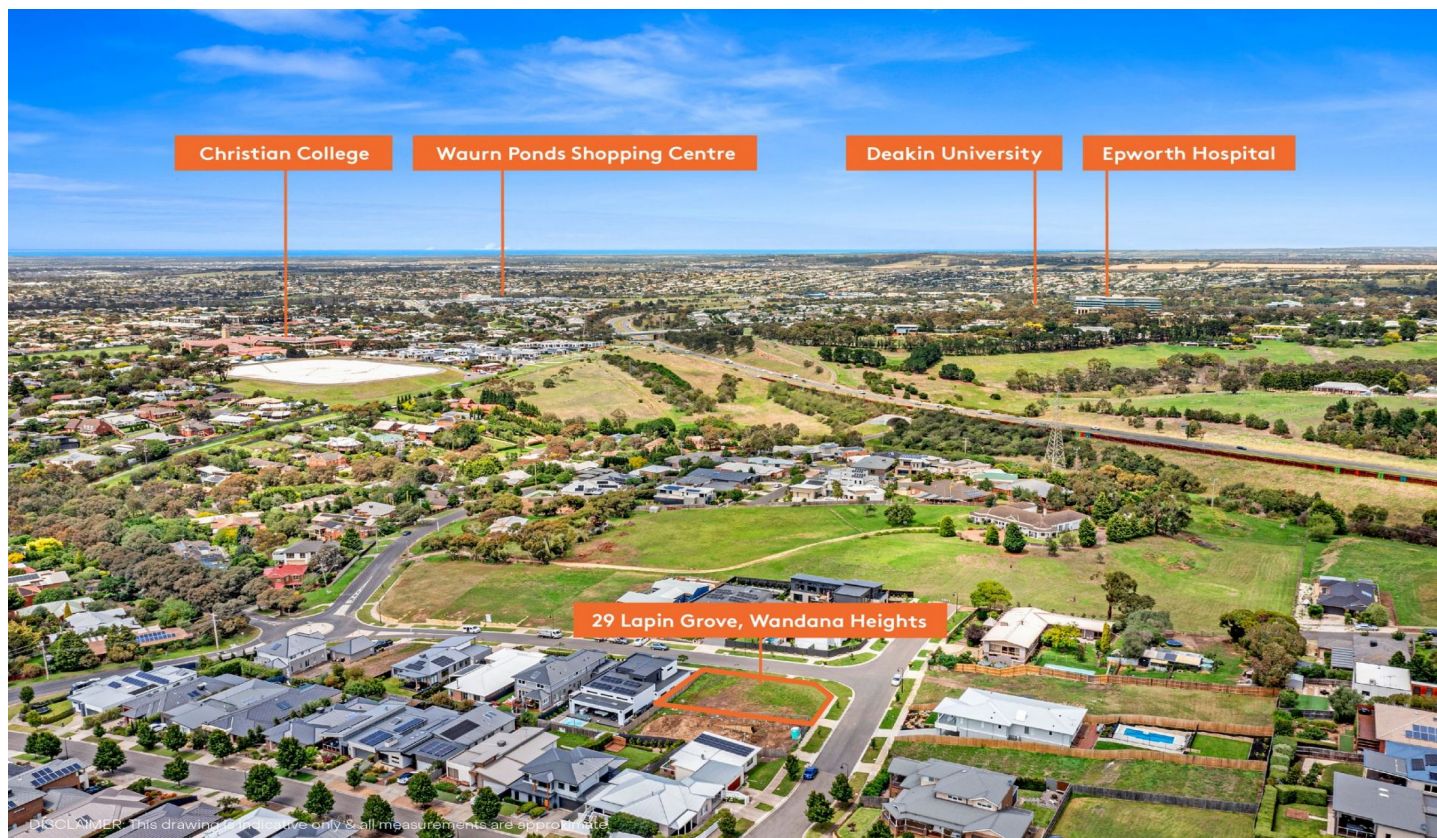 Christian College
Waurn Ponds Shopping Centre
Deakin University
Epworth Hospital
29 Lapin Grove, Wandana Heights
DISCLAIMER: This drawing is indicative only & all measurements are approximate